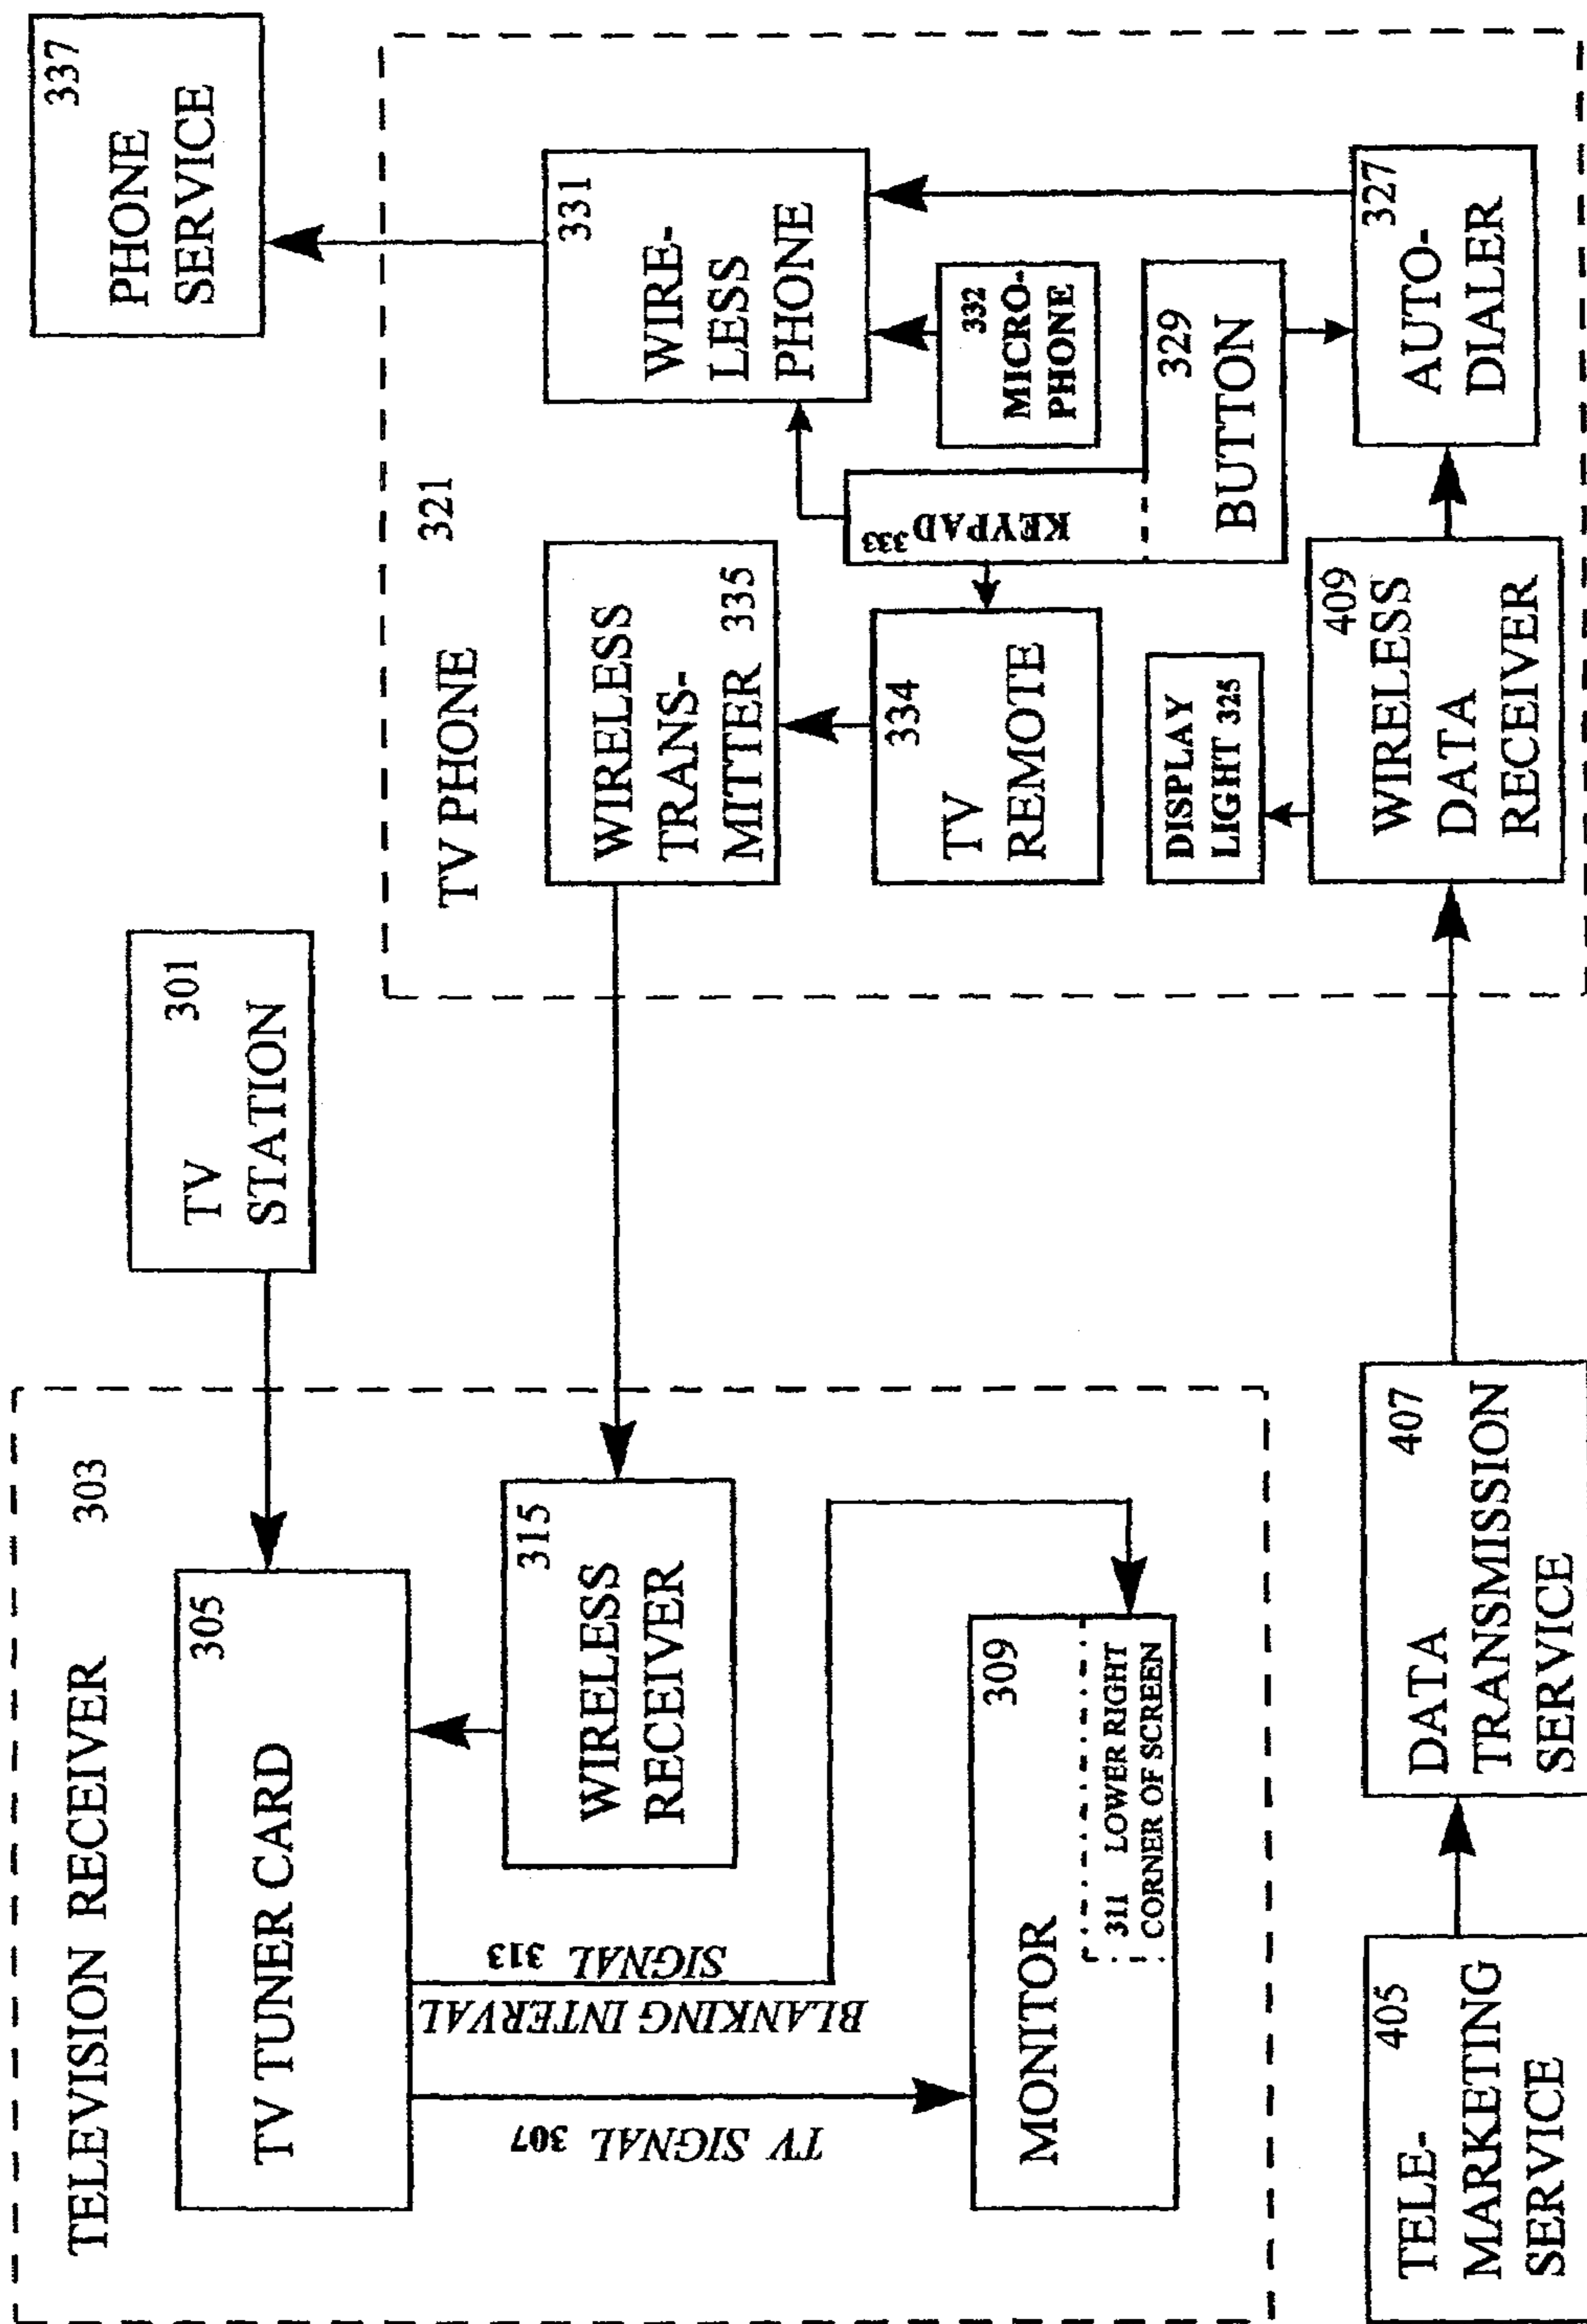 TELEVISION RECEIVER 303
TV TUNER CARD
305
WIRELESS
RECEIVER
315
TV SIGNAL 307
BLANKING INTERVAL
SIGNAL 313
MONITOR
309
311 LOWER RIGHT
CORNER OF SCREEN
TV 301
STATION
337
PHONE
SERVICE
TV PHONE 321
WIRELESS
TRANS-
MITTER 335
331
WIRE-
LESS
PHONE
334
TV
REMOTE
KEYPAD 333
332
MICRO-
PHONE
329
BUTTON
DISPLAY
LIGHT 325
409
WIRELESS
DATA
RECEIVER
327
AUTO-
DIALER
405
TELE-
MARKETING
SERVICE
407
DATA
TRANSMISSION
SERVICE